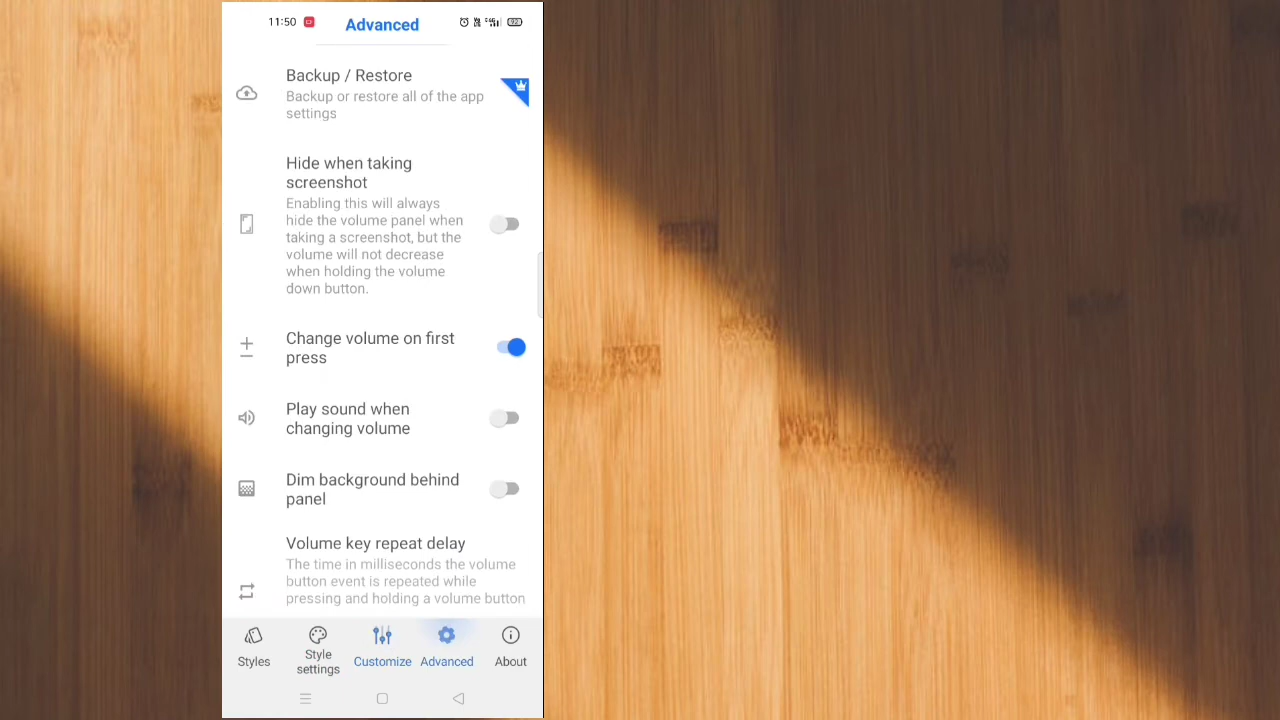 11:50
Advanced
Backup / Restore
Backup or restore all of the app
settings
Hide when taking
screenshot
Enabling this will always
hide the volume panel when
taking a screenshot, but the
volume will not decrease
when holding the volume
down button.
Change volume on first
press
Play sound when
changing volume
Dim background behind
panel
Volume key repeat delay
The time in milliseconds the volume
button event is repeated while
pressing and holding a volume button
Styles
Style
settings
Customize
Advanced
About